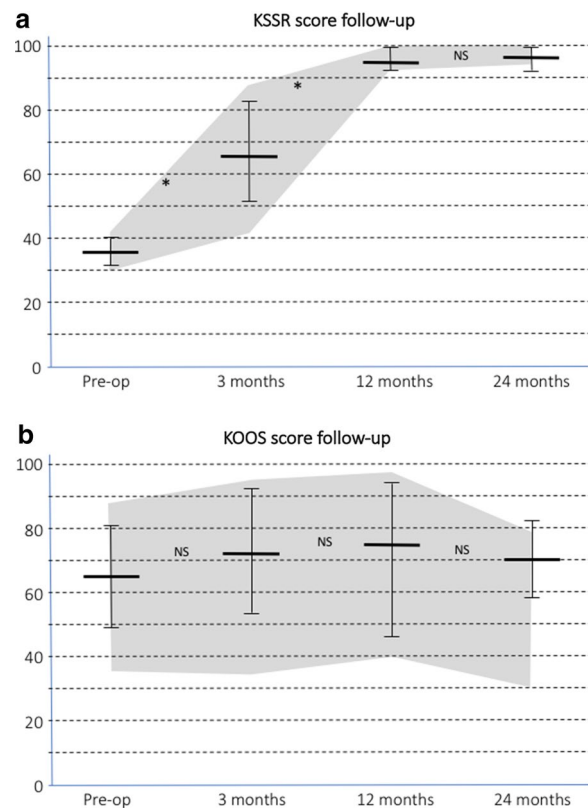 a
KSSR score follow-up
100
*
NS
80
*
60
40
20
0
Pre-op 3 months 12 months 24 months
b
KOOS score follow-up
100
80
NS NS NS
60
40
20
0
Pre-op 3 months 12 months 24 months